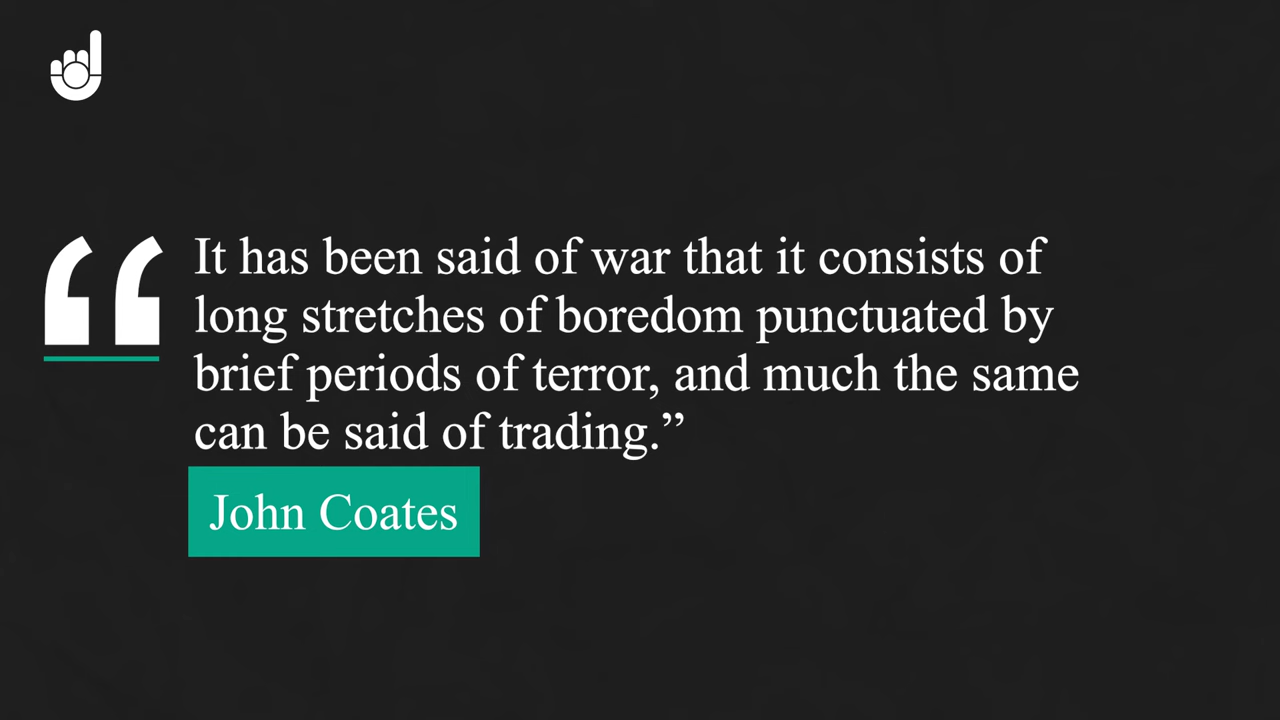 “It has been said of war that it consists of
long stretches of boredom punctuated by
brief periods of terror, and much the same
can be said of trading.”
John Coates